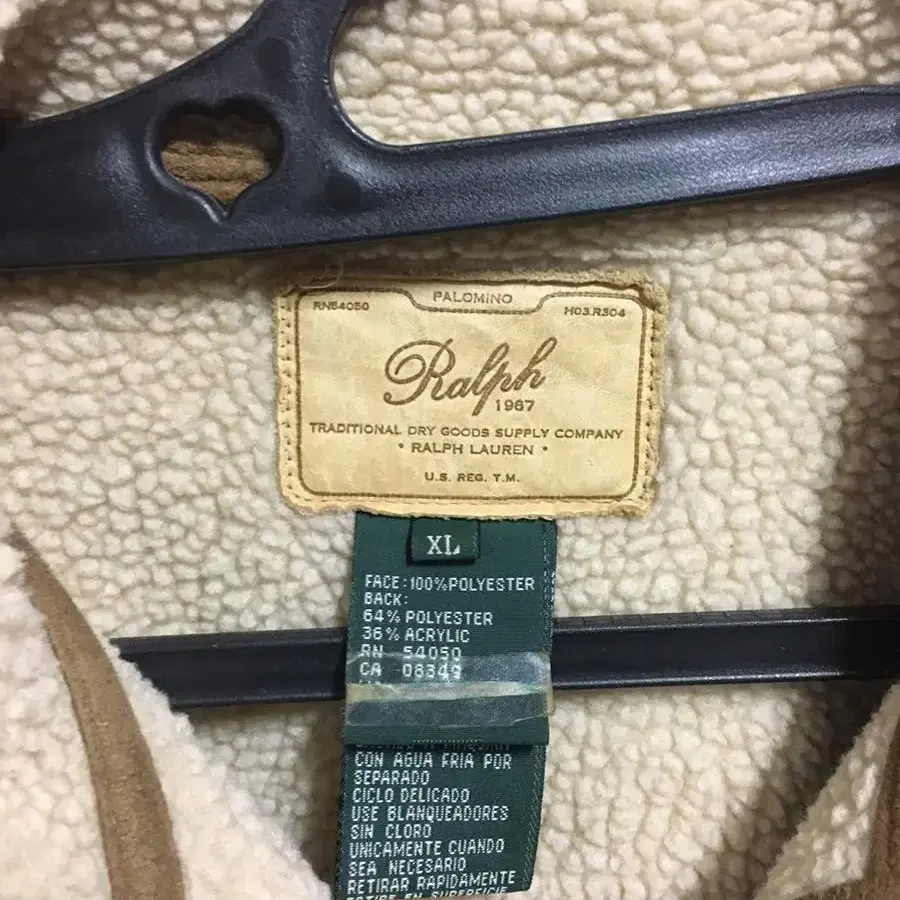 PALOMINO
RN54050
H03.R304
Ralph
1967
TRADITIONAL DRY GOODS SUPPLY COMPANY
• RALPH LAUREN •
U.S. REG. T.M.
XL
FACE:100%POLYESTER
BACK:
64%POLYESTER
36%ACRYLIC
RN 54050
CA 08349
CON AGUA FRIA POR
SEPARADO
CICLO DELICADO
USE BLANQUEADORES
SIN CLORO
UNICAMENTE CUANDO
SEA NECESARIO
RETIRAR RAPIDAMENTE